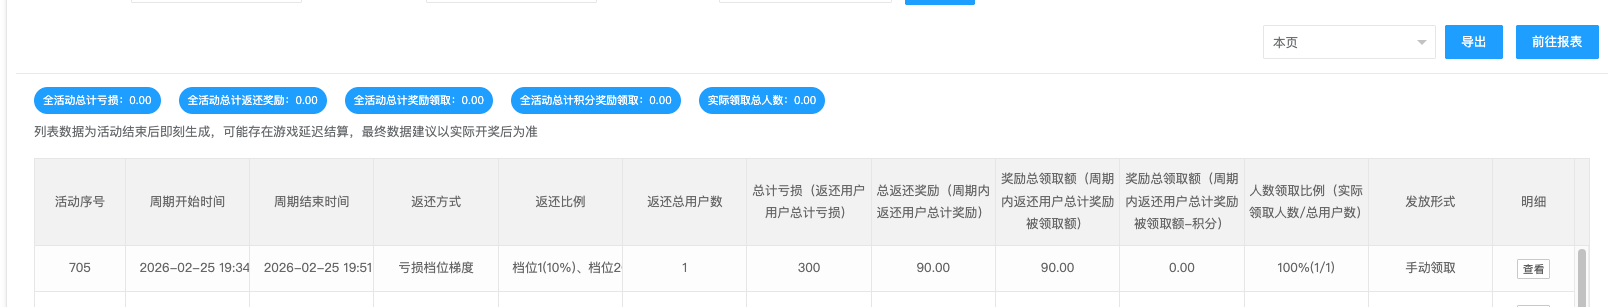 本页
导出
前往报表
全活动总计亏损：0.00
全活动总计返还奖励：0.00
全活动总计奖励领取：0.00
全活动总计积分奖励领取：0.00
实际领取总人数：0.00
列表数据为活动结束后即刻生成，可能存在游戏延迟结算，最终数据建议以实际开奖后为准
活动序号
周期开始时间
周期结束时间
返还方式
返还比例
返还总用户数
总计亏损（返还用户
用户总计亏损）
总返还奖励（周期内
返还用户总计奖励）
奖励总领取额（周期
内返还用户总计奖励
被领取额）
奖励总领取额（周期
内返还用户总计奖励
被领取额-积分）
人数领取比例（实际
领取人数/总用户数）
发放形式
明细
705
2026-02-25 19:34
2026-02-25 19:51
亏损档位梯度
档位1(10%)、档位2
1
300
90.00
90.00
0.00
100%(1/1)
手动领取
查看